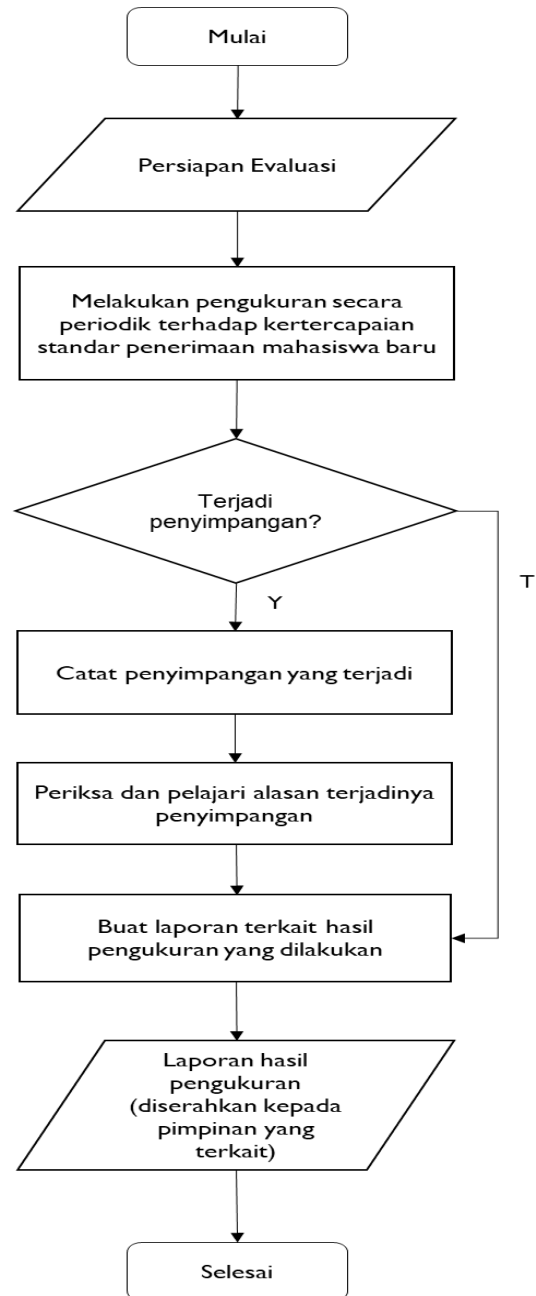 Mulai
Persiapan Evaluasi
Melakukan pengukuran secara
periodik terhadap kertercapaian
standar penerimaan mahasiswa baru
Terjadi
penyimpangan?
T
Y
Catat penyimpangan yang terjadi
Periksa dan pelajari alasan terjadinya
penyimpangan
Buat laporan terkait hasil
pengukuran yang dilakukan
Laporan hasil
pengukuran
(diserahkan kepada
pimpinan yang
terkait)
Selesai